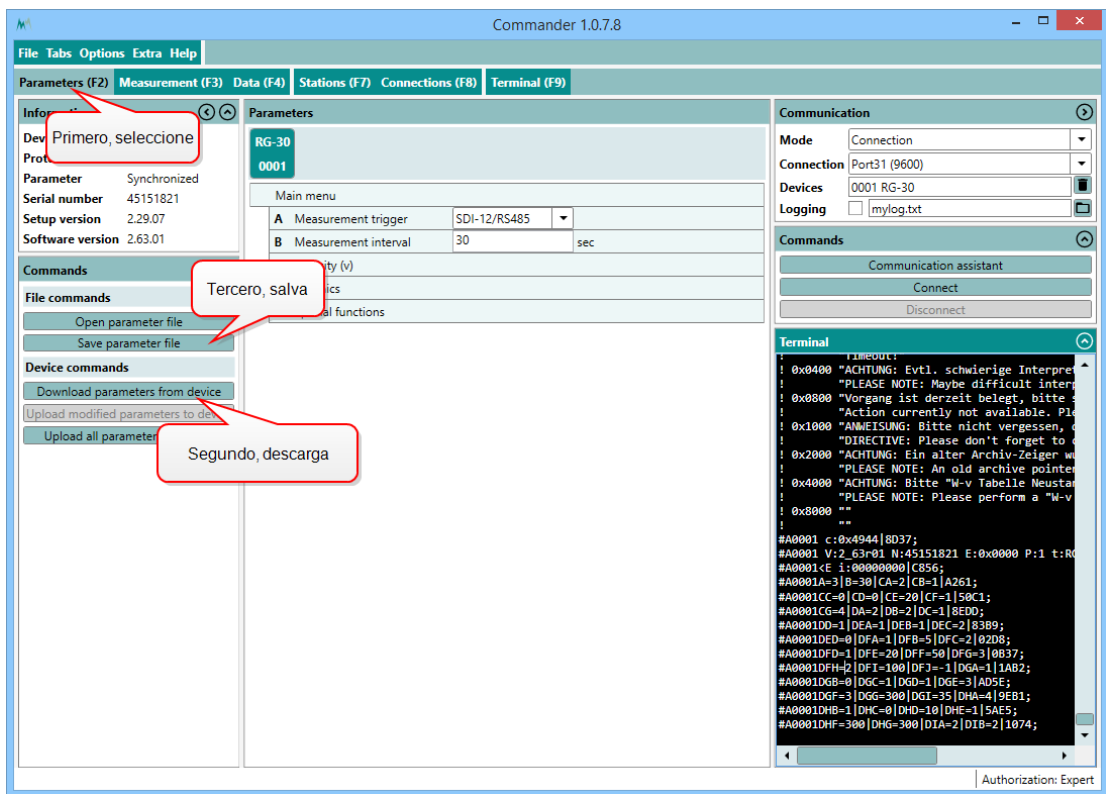 Commander 1.0.7.8
File Tabs Options Extra Help
Parameters (F2) Measurement (F3) Data (F4) Stations (F7) Connections (F8) Terminal (F9)
Primero, seleccione
Parameter Synchronized
Serial number 45151821
Setup version 2.29.07
Software version 2.63.01
Commands
File commands
Open parameter file
Save parameter file
Device commands
Download parameters from device
Upload modified parameters to
Upload all
Tercero, salva
Segundo, descarga
Parameters
RG-30
0001
Main menu
A Measurement trigger SDI-12/RS485
B Measurement interval 30 sec
(v)
functions
Communication
Mode Connection
Connection Port31 (9600)
Devices 0001 RG-30
Logging mylog.txt
Commands
Communication assistant
Connect
Disconnect
Terminal
! Timeout!"
! 0x0400 "ACHTUNG: Evtl. schwierige Interpret
! "PLEASE NOTE: Maybe difficult interp
! 0x0800 "Vorgang ist derzeit belegt, bitte s
! "Action currently not available. Ple
! 0x1000 "ANWEISUNG: Bitte nicht vergessen, d
! "DIRECTIVE: Please don't forget to d
! 0x2000 "ACHTUNG: Ein alter Archiv-Zeiger wu
! "PLEASE NOTE: An old archive pointer
! 0x4000 "ACHTUNG: Bitte "W-v Tabelle Neustar
! "PLEASE NOTE: Please perform a "W-v
! 0x8000 ""
! ""
#A0001 c:0x4944|8D37;
#A0001 V:2_63r01 N:45151821 E:0x0000 P:1 t:RG
#A0001<E i:00000000|C856;
#A0001A=3|B=30|CA=2|CB=1|A261;
#A0001CC=0|CD=0|CE=20|CF=1|50C1;
#A0001CG=4|DA=2|DB=2|DC=1|8EDD;
#A0001DD=1|DEA=1|DEB=1|DEC=2|83B9;
#A0001DED=0|DFA=1|DFB=5|DFC=2|02D8;
#A0001DFD=1|DFE=20|DFF=50|DFG=3|0B37;
#A0001DFH=2|DFI=100|DFJ=-1|DGA=1|1AB2;
#A0001DGB=0|DGC=1|DGD=1|DGE=3|AD5E;
#A0001DGF=3|DGG=300|DGI=35|DHA=4|9EB1;
#A0001DHB=1|DHC=0|DHD=10|DHE=1|5AE5;
#A0001DHF=300|DHG=300|DIA=2|DIB=2|1074;
Authorization: Expert